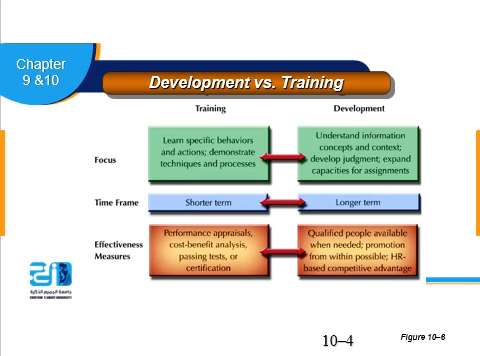 Chapter
9 &10
Development vs. Training
Training
Development
Focus
Learn specific behaviors
and actions; demonstrate
techniques and processes
Understand information
concepts and context;
develop judgment; expand
capacities for assignments
Time Frame
Shorter term
Longer term
Effectiveness
Measures
Performance appraisals,
cost-benefit analysis,
passing tests, or
certification
Qualified people available
when needed; promotion
from within possible; HR-
based competitive advantage
10–4